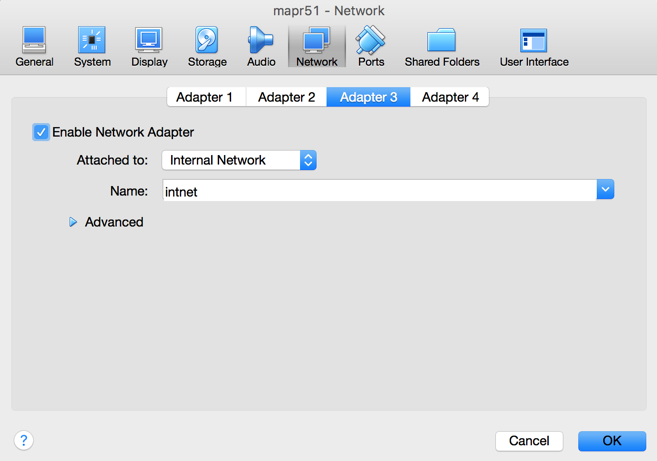 mapr51 - Network
General System Display Storage Audio Network Ports Shared Folders User Interface
Adapter 1 Adapter 2 Adapter 3 Adapter 4
Enable Network Adapter
Attached to: Internal Network
Name: intnet
Advanced
? Cancel OK